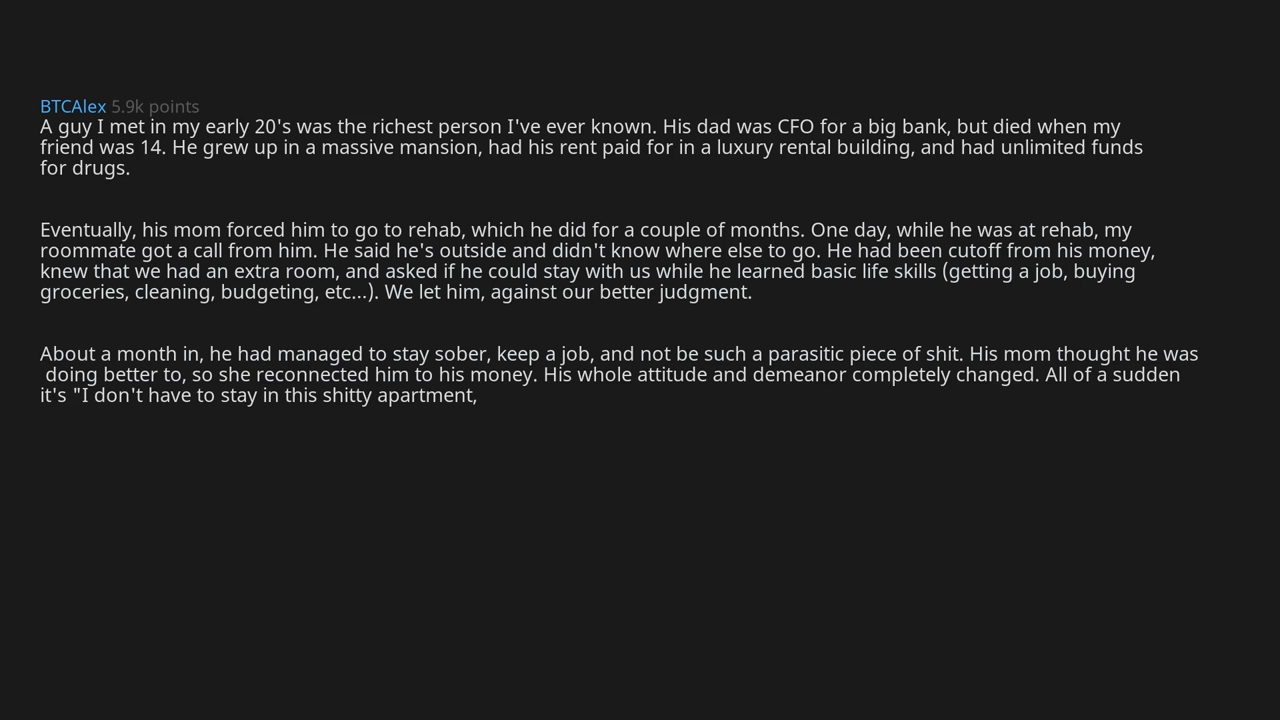 BTCAlex 5.9k points
A guy I met in my early 20's was the richest person I've ever known. His dad was CFO for a big bank, but died when my
friend was 14. He grew up in a massive mansion, had his rent paid for in a luxury rental building, and had unlimited funds
for drugs.
Eventually, his mom forced him to go to rehab, which he did for a couple of months. One day, while he was at rehab, my
roommate got a call from him. He said he's outside and didn't know where else to go. He had been cutoff from his money,
knew that we had an extra room, and asked if he could stay with us while he learned basic life skills (getting a job, buying
groceries, cleaning, budgeting, etc...). We let him, against our better judgment.
About a month in, he had managed to stay sober, keep a job, and not be such a parasitic piece of shit. His mom thought he was
doing better to, so she reconnected him to his money. His whole attitude and demeanor completely changed. All of a sudden
it's "I don't have to stay in this shitty apartment,